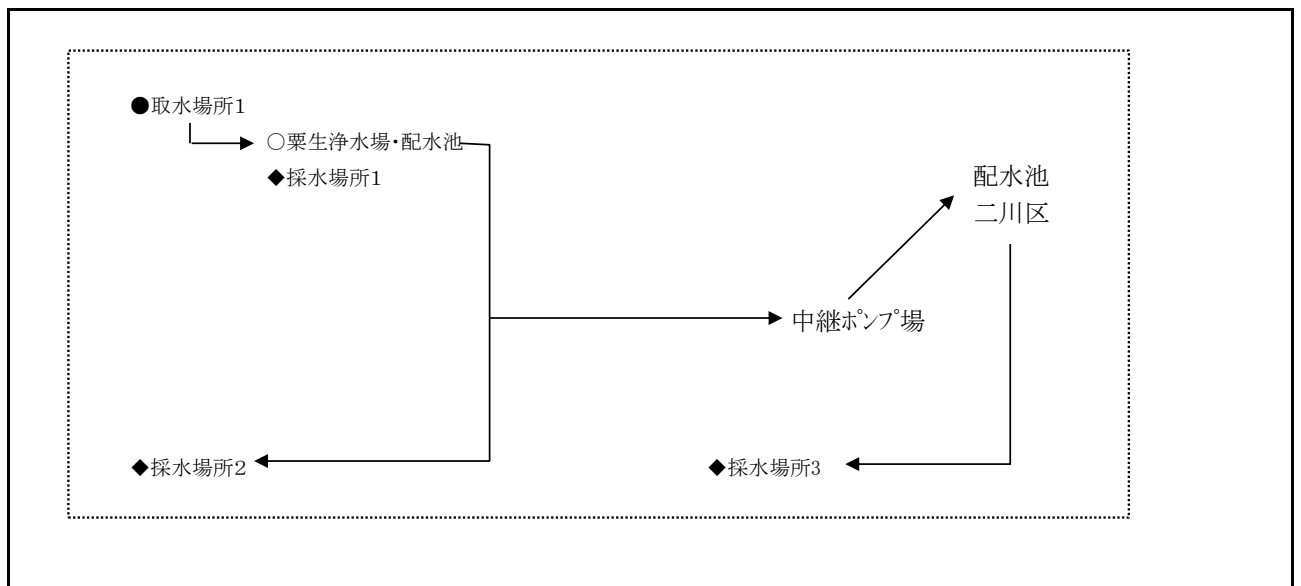 ●取水場所1
○粟生浄水場・配水池
◆採水場所1
配水池
二川区
中継ﾎﾟﾝﾌﾟ場
◆採水場所2
◆採水場所3